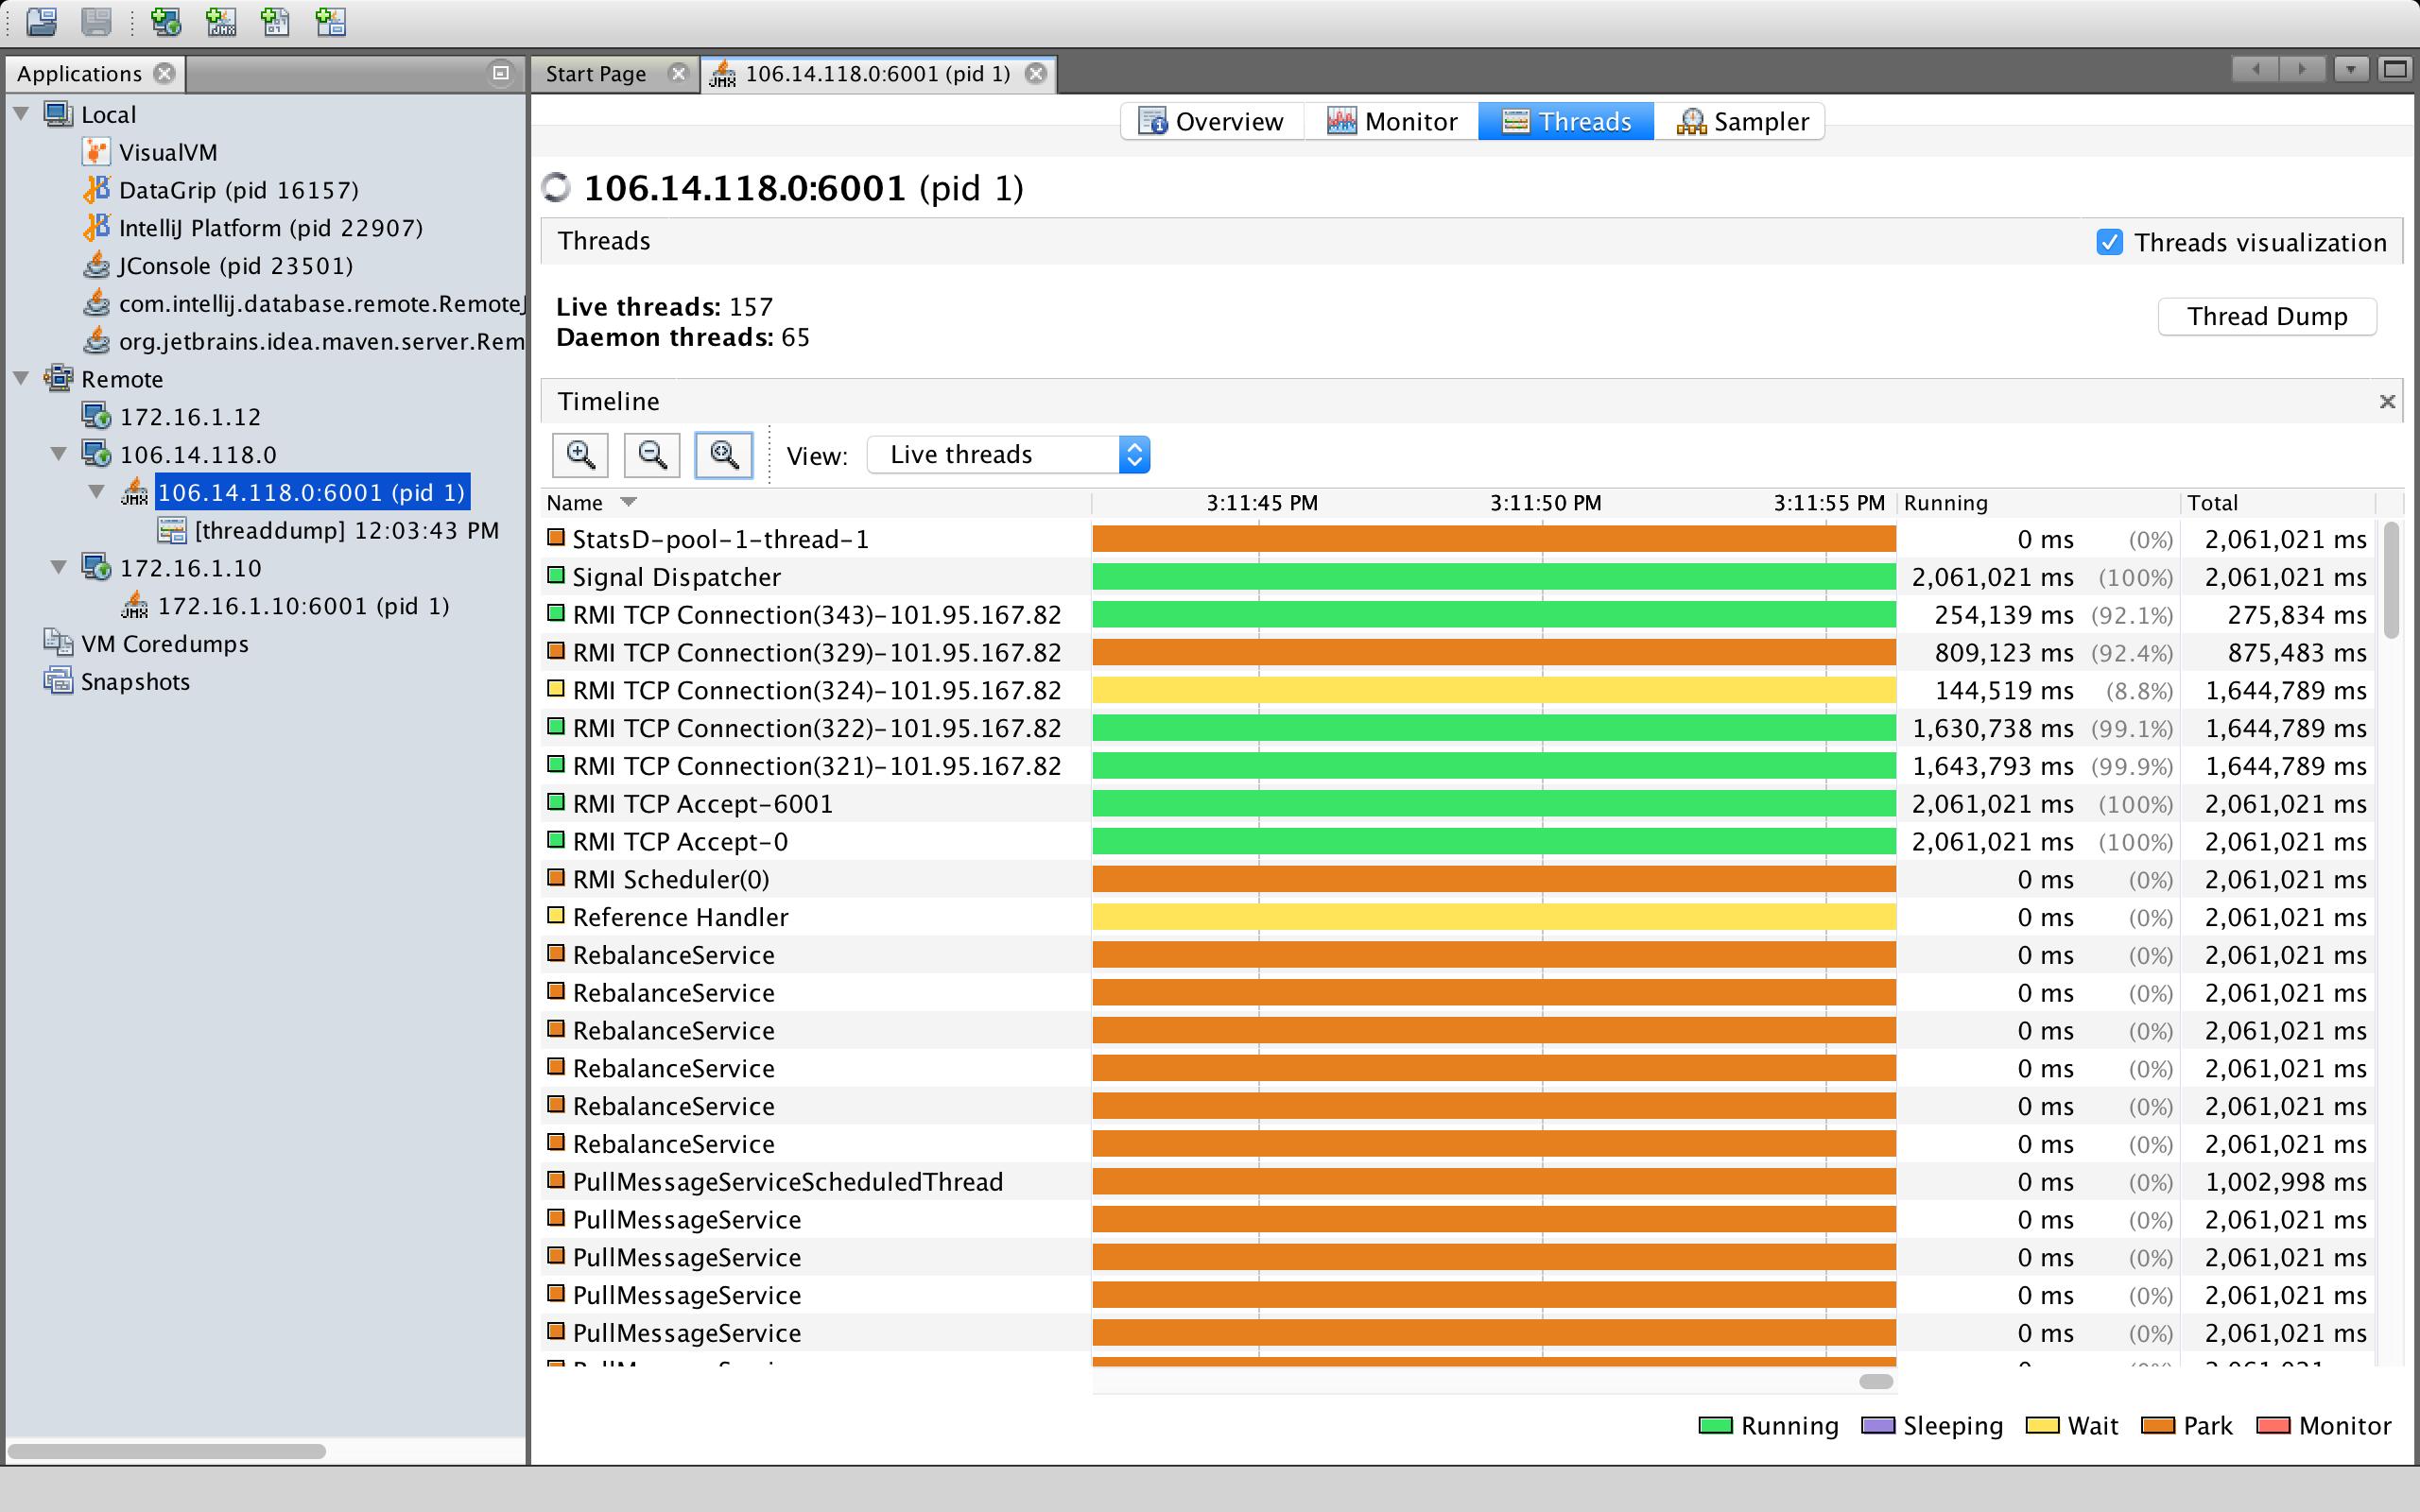 Applications
Start Page
106.14.118.0:6001 (pid 1)
Local
VisualVM
DataGrip (pid 16157)
IntelliJ Platform (pid 22907)
JConsole (pid 23501)
com.intellij.database.remote.RemoteJ
org.jetbrains.idea.maven.server.Rem
Remote
172.16.1.12
106.14.118.0
106.14.118.0:6001 (pid 1)
[threaddump] 12:03:43 PM
172.16.1.10
172.16.1.10:6001 (pid 1)
VM Coredumps
Snapshots
Overview Monitor Threads Sampler
106.14.118.0:6001 (pid 1)
Threads Threads visualization
Live threads: 157
Daemon threads: 65
Thread Dump
Timeline
View: Live threads
Name 3:11:45 PM 3:11:50 PM 3:11:55 PM Running Total
StatsD-pool-1-thread-1 0 ms (0%) 2,061,021 ms
Signal Dispatcher 2,061,021 ms (100%) 2,061,021 ms
RMI TCP Connection(343)-101.95.167.82 254,139 ms (92.1%) 275,834 ms
RMI TCP Connection(329)-101.95.167.82 809,123 ms (92.4%) 875,483 ms
RMI TCP Connection(324)-101.95.167.82 144,519 ms (8.8%) 1,644,789 ms
RMI TCP Connection(322)-101.95.167.82 1,630,738 ms (99.1%) 1,644,789 ms
RMI TCP Connection(321)-101.95.167.82 1,643,793 ms (99.9%) 1,644,789 ms
RMI TCP Accept-6001 2,061,021 ms (100%) 2,061,021 ms
RMI TCP Accept-0 2,061,021 ms (100%) 2,061,021 ms
RMI Scheduler(0) 0 ms (0%) 2,061,021 ms
Reference Handler 0 ms (0%) 2,061,021 ms
RebalanceService 0 ms (0%) 2,061,021 ms
RebalanceService 0 ms (0%) 2,061,021 ms
RebalanceService 0 ms (0%) 2,061,021 ms
RebalanceService 0 ms (0%) 2,061,021 ms
RebalanceService 0 ms (0%) 2,061,021 ms
RebalanceService 0 ms (0%) 2,061,021 ms
PullMessageServiceScheduledThread 0 ms (0%) 1,002,998 ms
PullMessageService 0 ms (0%) 2,061,021 ms
PullMessageService 0 ms (0%) 2,061,021 ms
PullMessageService 0 ms (0%) 2,061,021 ms
PullMessageService 0 ms (0%) 2,061,021 ms
Running Sleeping Wait Park Monitor